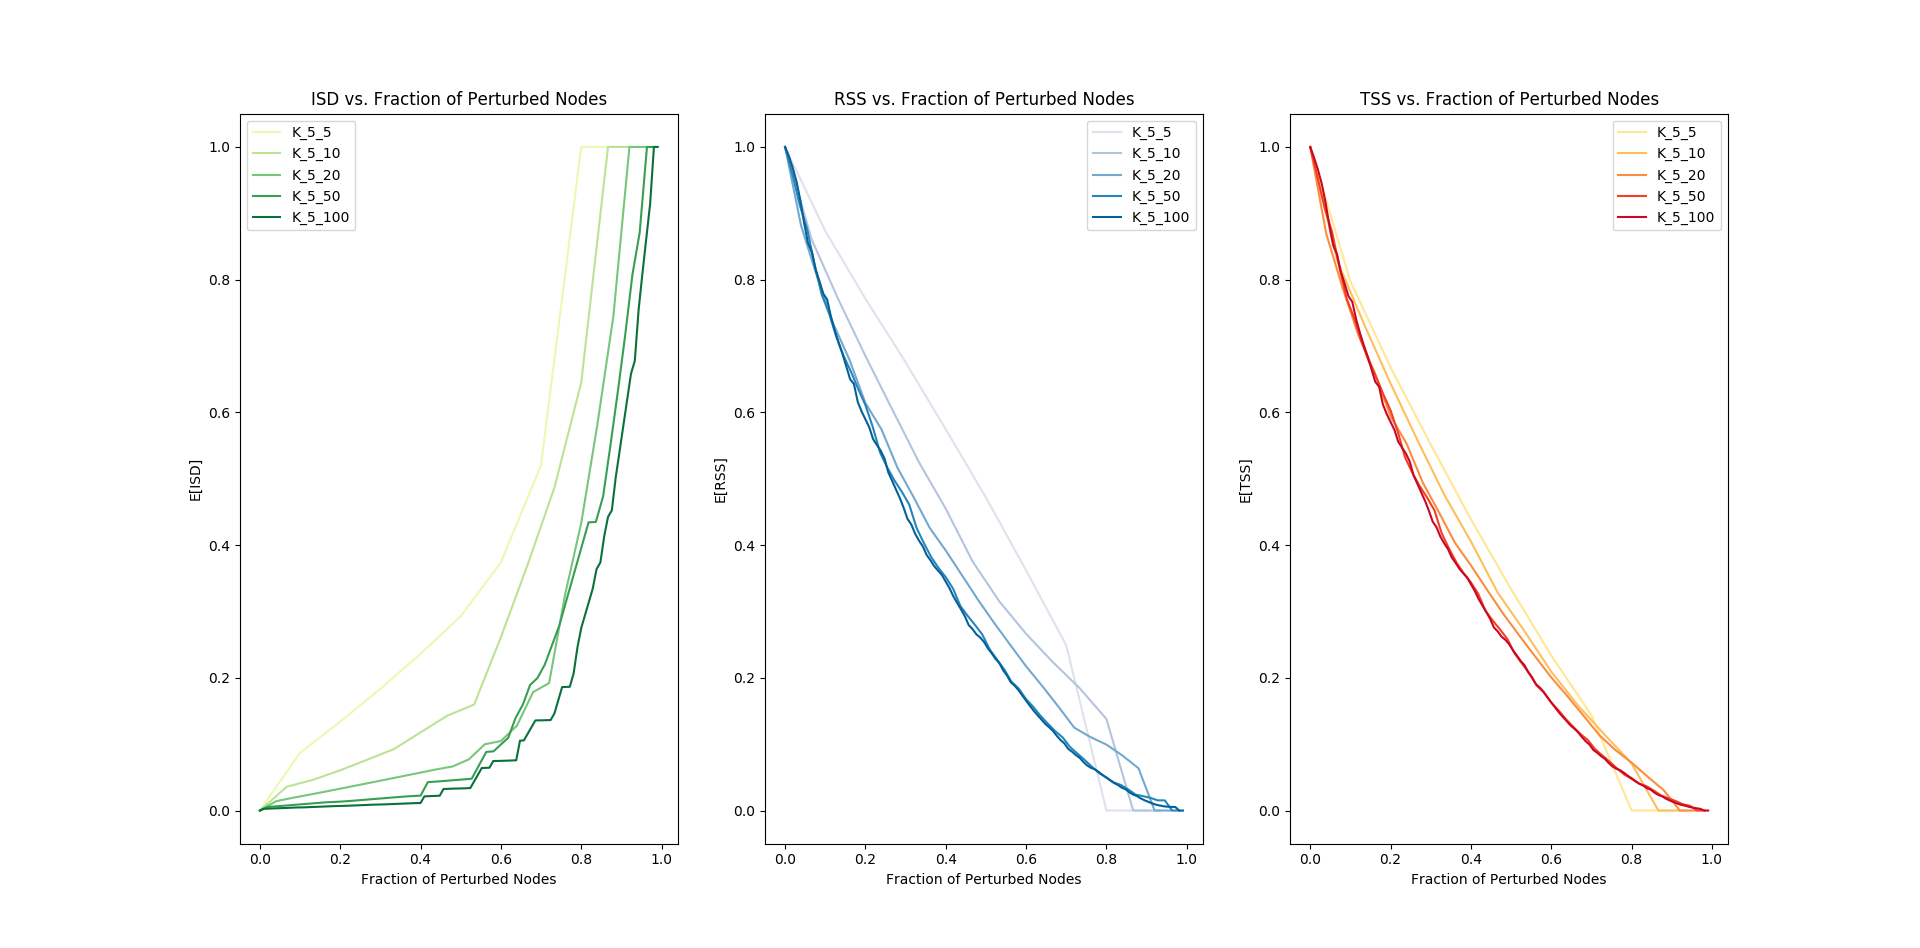 ISD vs. Fraction of Perturbed Nodes
K_5_5
K_5_10
K_5_20
K_5_50
K_5_100
1.0
0.8
0.6
0.4
0.2
0.0
E[ISD]
0.0 0.2 0.4 0.6 0.8 1.0
Fraction of Perturbed Nodes
RSS vs. Fraction of Perturbed Nodes
K_5_5
K_5_10
K_5_20
K_5_50
K_5_100
1.0
0.8
0.6
0.4
0.2
0.0
E[RSS]
0.0 0.2 0.4 0.6 0.8 1.0
Fraction of Perturbed Nodes
TSS vs. Fraction of Perturbed Nodes
K_5_5
K_5_10
K_5_20
K_5_50
K_5_100
1.0
0.8
0.6
0.4
0.2
0.0
E[TSS]
0.0 0.2 0.4 0.6 0.8 1.0
Fraction of Perturbed Nodes